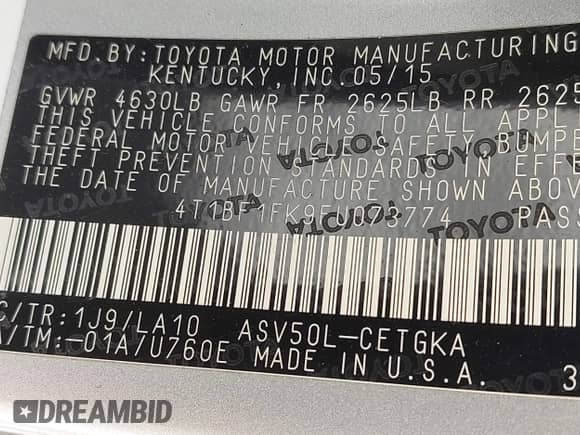 MFD.BY:TOYOTA MOTOR MANUFACTURING
KENTUCKY,INC.05/15
GVWR 4630LB GAWR FR 2625LB RR 2625
THIS VEHICLE CONFORMS TO ALL APPL
FEDERAL MOTOR VEHICLE SAFETY, BUMPE
THEFT PREVENTION STANDARDS IN EFFE
THE DATE OF MANUFACTURE SHOWN ABOV
PASS
C/TR:1J9/LA10 ASV50L-CETGKA
A/TM:-01A/U760E MADE IN U.S.A. 3
DREAMBID